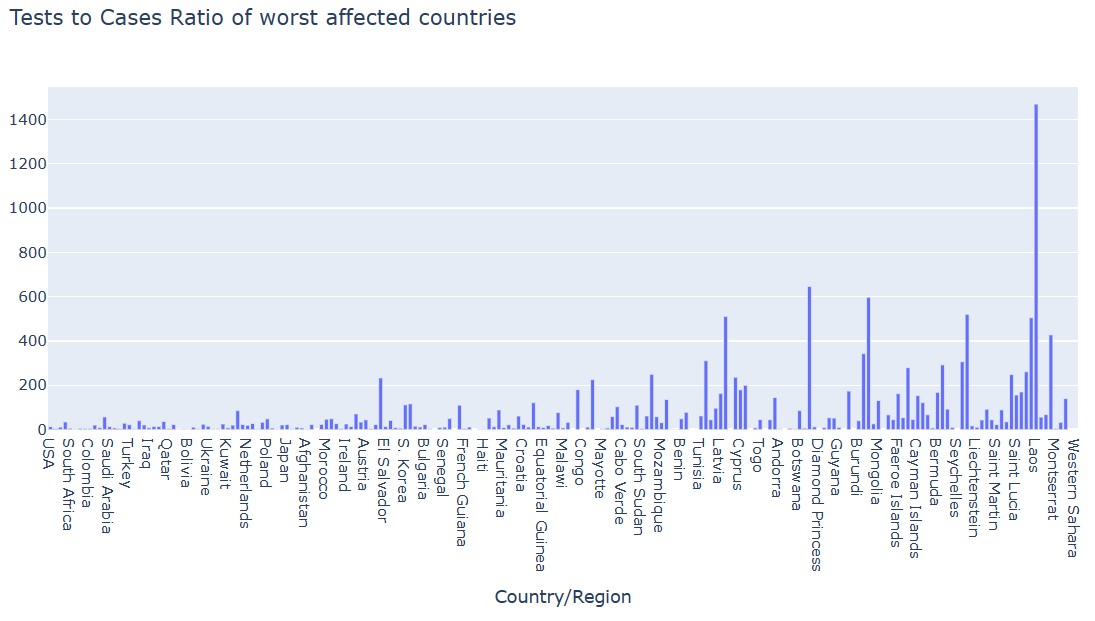 Tests to Cases Ratio of worst affected countries
1400
1200
1000
800
600
400
200
0
USA
South Africa
Colombia
Saudi Arabia
Turkey
Iraq
Qatar
Bolivia
Ukraine
Kuwait
Netherlands
Poland
Japan
Afghanistan
Morocco
Ireland
Austria
El Salvador
S. Korea
Bulgaria
Senegal
French Guiana
Haiti
Mauritania
Croatia
Equatorial Guinea
Malawi
Congo
Mayotte
Cabo Verde
South Sudan
Mozambique
Benin
Tunisia
Latvia
Cyprus
Togo
Andorra
Botswana
Diamond Princess
Guyana
Burundi
Mongolia
Faeroe Islands
Cayman Islands
Bermuda
Seychelles
Liechtenstein
Saint Martin
Saint Lucia
Laos
Montserrat
Western Sahara
Country/Region